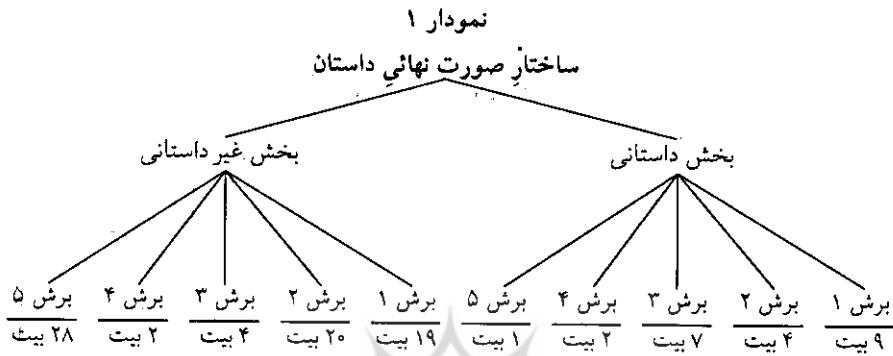 نمودار ۱
ساختارِ صورت نهائیِ داستان
بخش داستانی بخش غیر داستانی
برش ۱ برش ۲ برش ۳ برش ۴ برش ۵ برش ۱ برش ۲ برش ۳ برش ۴ برش ۵
۹ بیت ۴ بیت ۷ بیت ۲ بیت ۱ بیت ۱۹ بیت ۲۰ بیت ۴ بیت ۲ بیت ۲۸ بیت